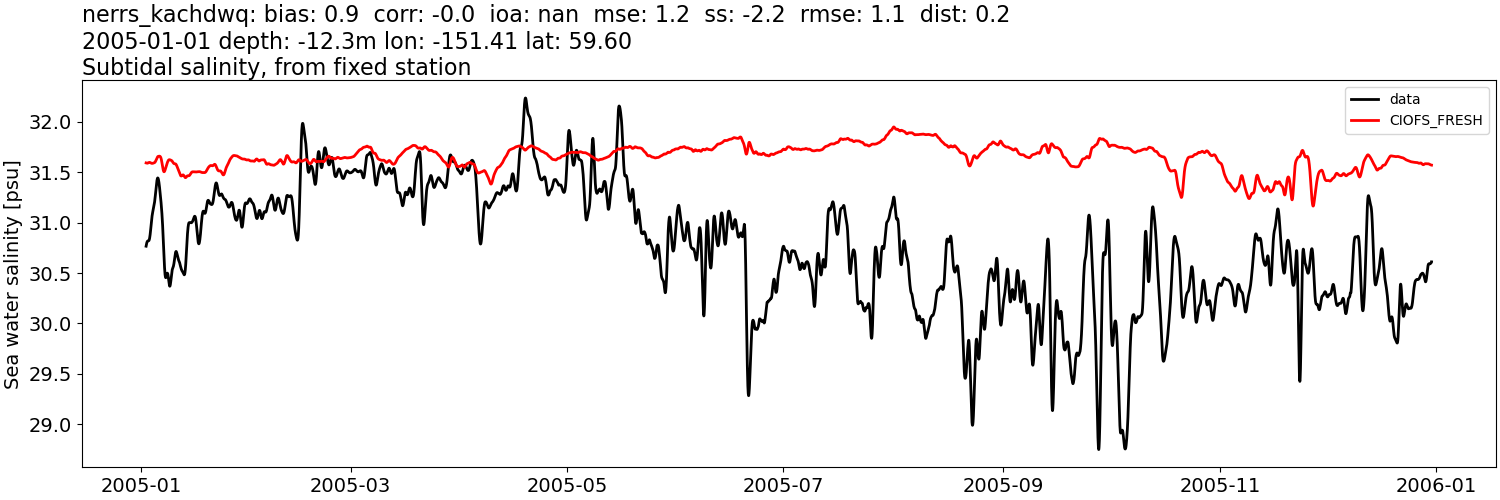 nerrs_kachdwq: bias: 0.9  corr: -0.0  ioa: nan  mse: 1.2  ss: -2.2  rmse: 1.1  dist: 0.2
2005-01-01 depth: -12.3m lon: -151.41 lat: 59.60
Subtidal salinity, from fixed station
data
CIOFS_FRESH
Sea water salinity [psu]
32.0
31.5
31.0
30.5
30.0
29.5
29.0
2005-01
2005-03
2005-05
2005-07
2005-09
2005-11
2006-01